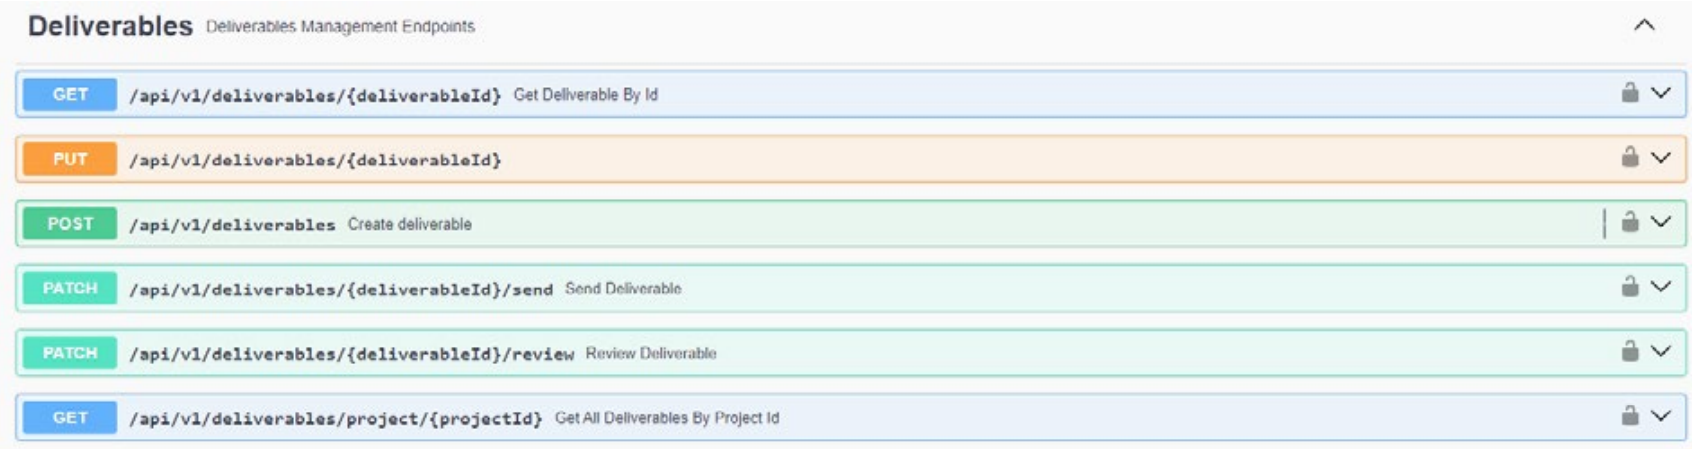 Deliverables Deliverables Management Endpoints
GET /api/v1/deliverables/{deliverableId} Get Deliverable By Id
PUT /api/v1/deliverables/{deliverableId}
POST /api/v1/deliverables Create deliverable
PATCH /api/v1/deliverables/{deliverableId}/send Send Deliverable
PATCH /api/v1/deliverables/{deliverableId}/review Review Deliverable
GET /api/v1/deliverables/project/{projectId} Get All Deliverables By Project Id